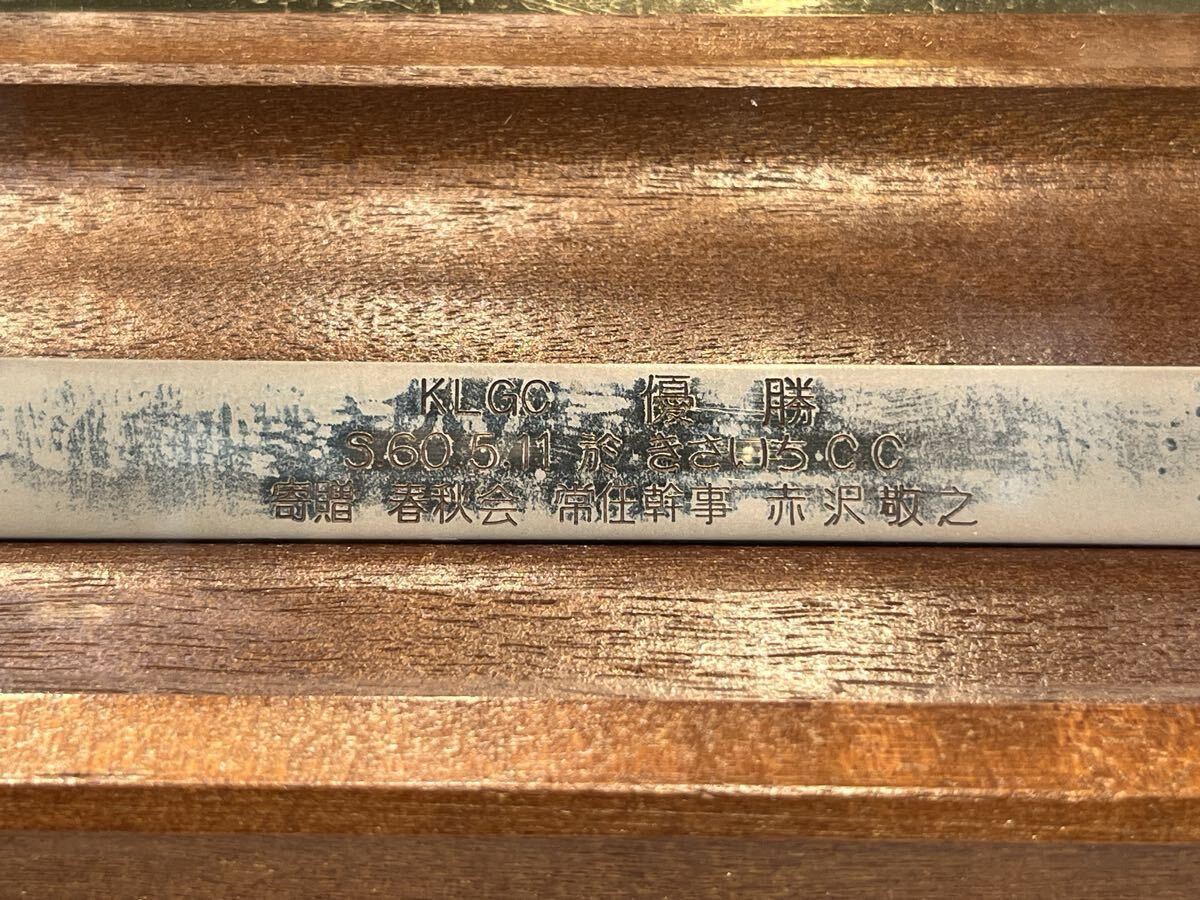 KLGC 優勝
S.60.5.11 於 きさいちCC
寄贈 春秋会 常任幹事 赤沢敬之